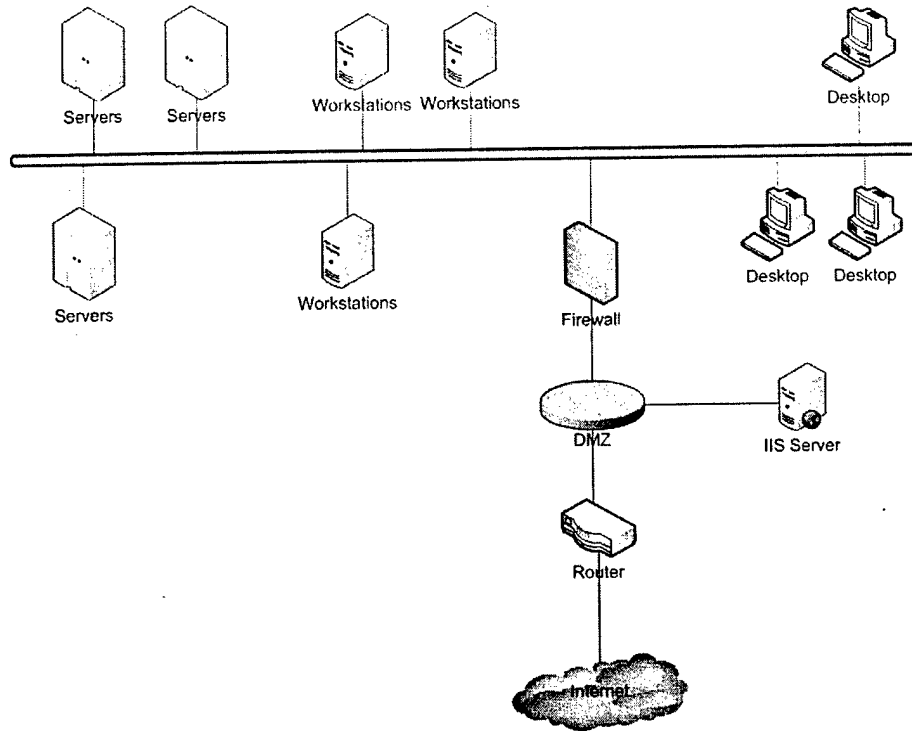 Servers
Servers
Workstations
Workstations
Desktop
Servers
Workstations
Firewall
Desktop
Desktop
DMZ
IIS Server
Router
Internet